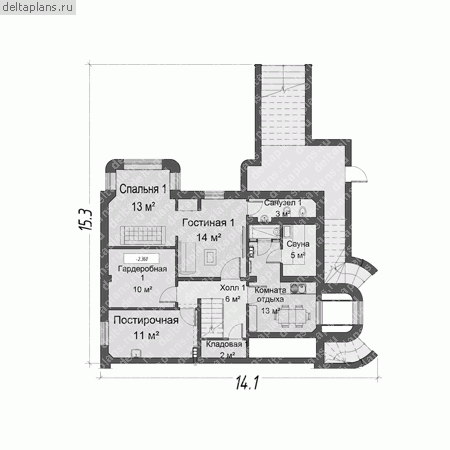 deltaplans.ru
Спальня 1
13 м²
Гостиная 1
14 м²
Санузел 1
3 м²
Сауна
5 м²
Гардеробная
1
10 м²
Холл 1
6 м²
Комната
отдыха
13 м²
Постирочная
11 м²
Кладовая
2 м²
15.3
14.1